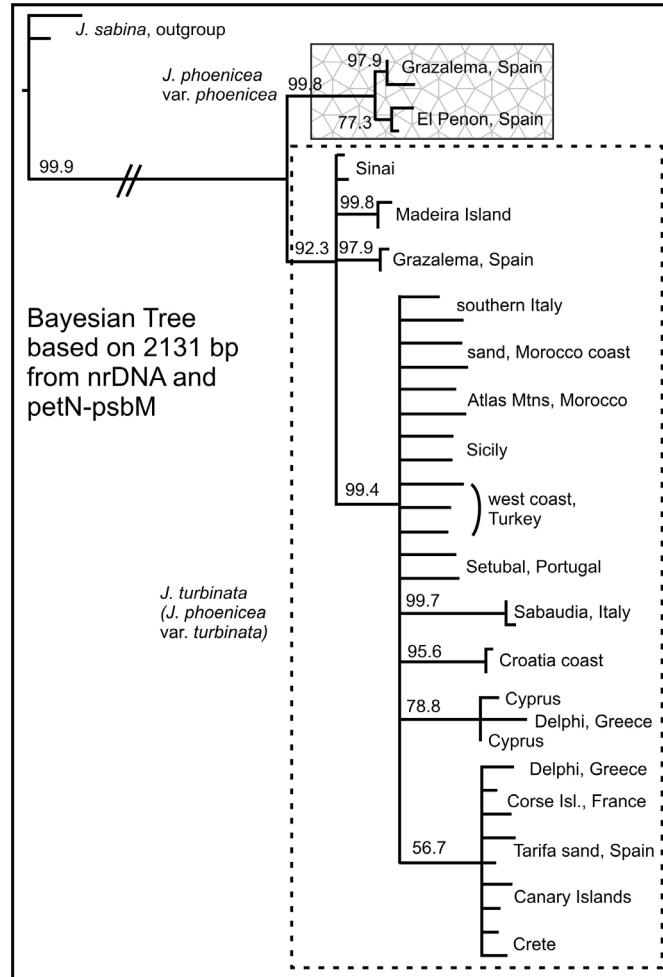 J. sabina, outgroup
J. phoenicea
var. phoenicea
99.8
97.9
Grazalema, Spain
77.3
El Penon, Spain
99.9
Sinai
99.8
Madeira Island
92.3
97.9
Grazalema, Spain
Bayesian Tree
based on 2131 bp
from nrDNA and
petN-psbM
southern Italy
sand, Morocco coast
Atlas Mtns, Morocco
Sicily
99.4
west coast,
Turkey
Setubal, Portugal
J. turbinata
(J. phoenicea
var. turbinata)
99.7
Sabaudia, Italy
95.6
Croatia coast
78.8
Cyprus
Delphi, Greece
Cyprus
Delphi, Greece
Corse Isl., France
56.7
Tarifa sand, Spain
Canary Islands
Crete